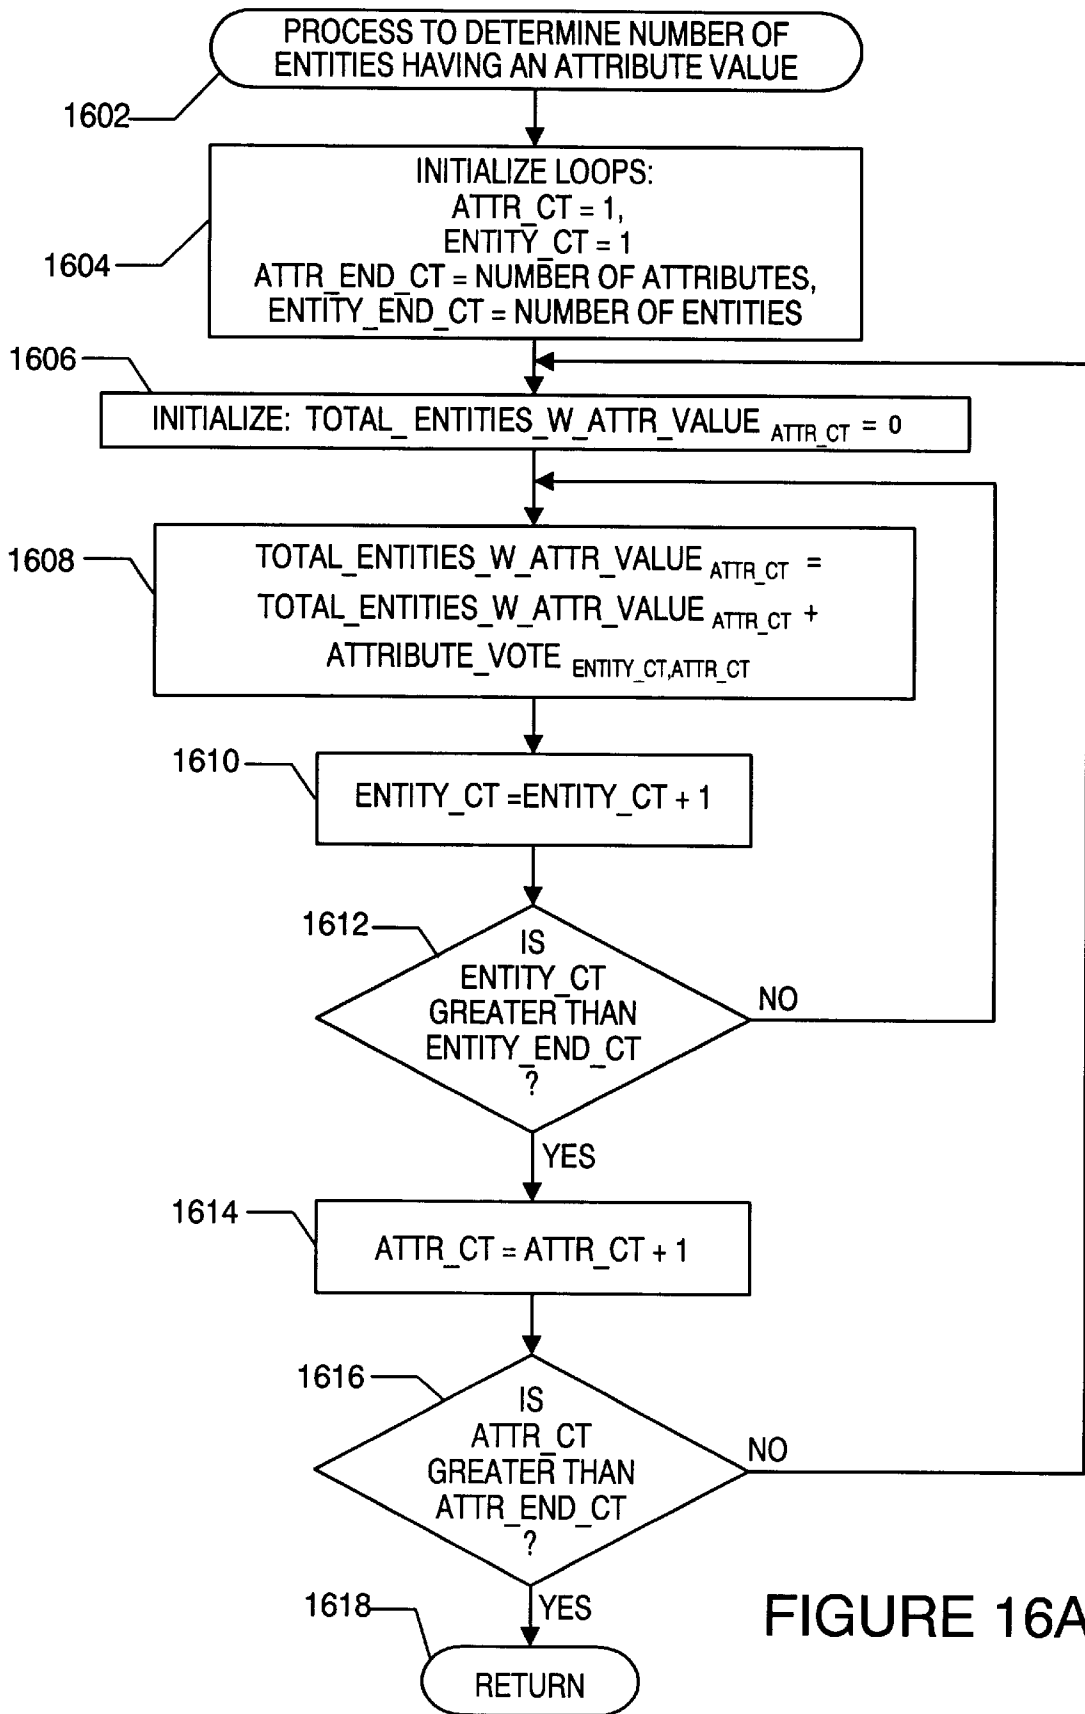 PROCESS TO DETERMINE NUMBER OF
ENTITIES HAVING AN ATTRIBUTE VALUE
1602
INITIALIZE LOOPS:
ATTR_CT = 1,
ENTITY_CT = 1
ATTR_END_CT = NUMBER OF ATTRIBUTES,
ENTITY_END_CT = NUMBER OF ENTITIES
1604
1606
INITIALIZE: TOTAL_ENTITIES_W_ATTR_VALUE ATTR_CT = 0
1608
TOTAL_ENTITIES_W_ATTR_VALUE ATTR_CT =
TOTAL_ENTITIES_W_ATTR_VALUE ATTR_CT +
ATTRIBUTE_VOTE ENTITY_CT,ATTR_CT
1610
ENTITY_CT =ENTITY_CT + 1
1612
IS
ENTITY_CT
GREATER THAN
ENTITY_END_CT
?
NO
YES
1614
ATTR_CT = ATTR_CT + 1
1616
IS
ATTR_CT
GREATER THAN
ATTR_END_CT
?
NO
YES
1618
RETURN
FIGURE 16A